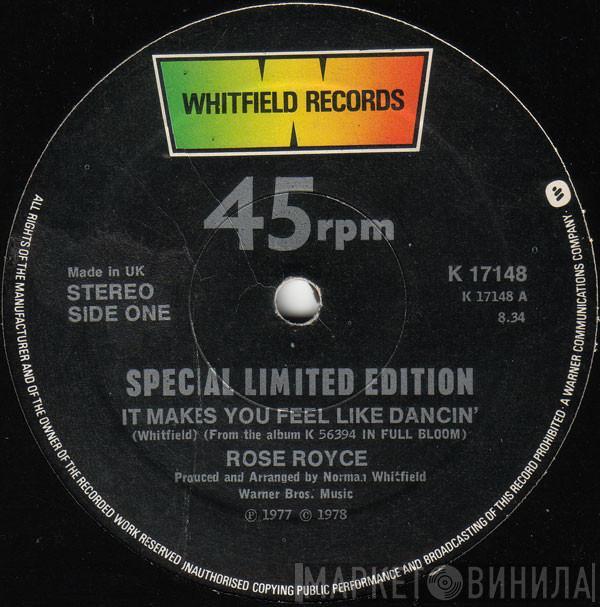 WHITFIELD RECORDS
45 rpm
Made in UK
STEREO
SIDE ONE
K 17148
K 17148 A
8.34
SPECIAL LIMITED EDITION
IT MAKES YOU FEEL LIKE DANCIN'
(Whitfield) (From the album K 56394 IN FULL BLOOM)
ROSE ROYCE
Prouced and Arranged by Norman Whitfield
Warner Bros. Music
℗ 1977 © 1978
ALL RIGHTS OF THE MANUFACTURER AND OF THE OWNER OF THE RECORDED WORK RESERVED UNAUTHORISED COPYING PUBLIC PERFORMANCE AND BROADCASTING OF THIS RECORD PROHIBITED · A WARNER COMMUNICATIONS COMPANY
МАРКЕТ ВИНИЛА